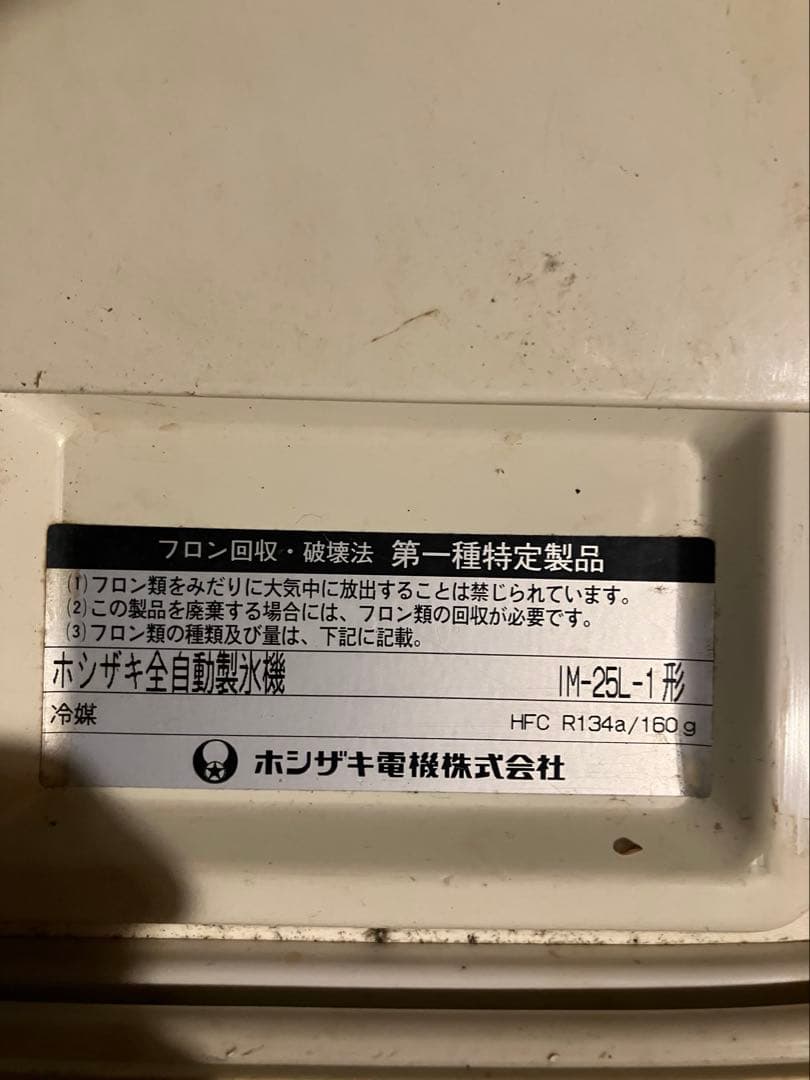 フロン回収・破壊法 第一種特定製品
(1)フロン類をみだりに大気中に放出することは禁じられています。
(2)この製品を廃棄する場合には、フロン類の回収が必要です。
(3)フロン類の種類及び量は、下記に記載。
ホシザキ全自動製氷機 IM-25L-1形
冷媒 HFC R134a/160g
ホシザキ電機株式会社